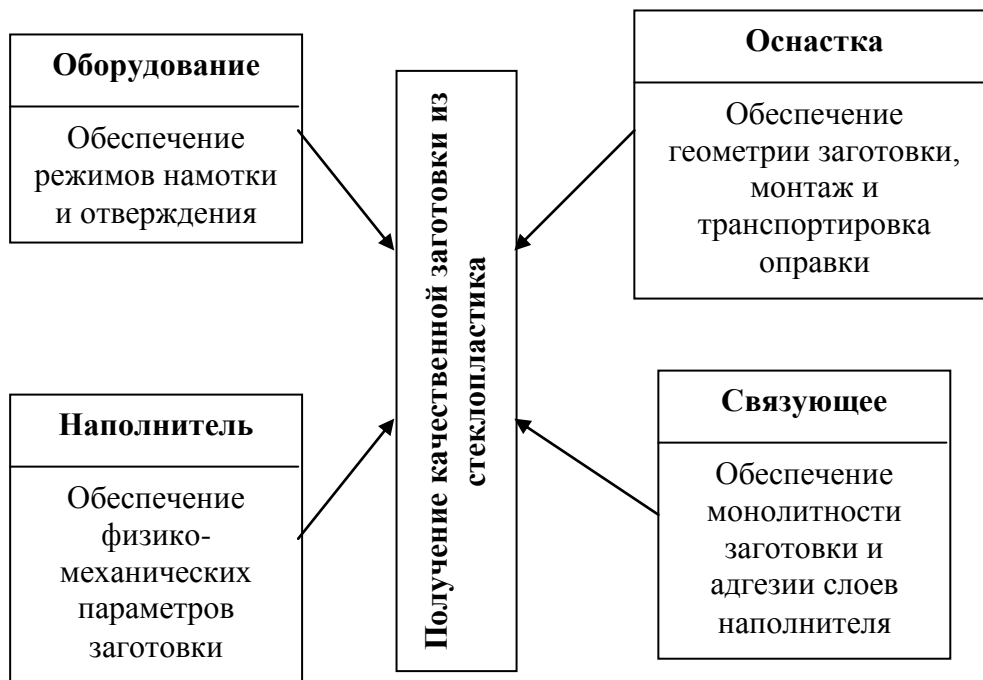 Оборудование
Обеспечение
режимов намотки
и отверждения
Оснастка
Обеспечение
геометрии заготовки,
монтаж и
транспортировка
оправки
Получение качественной заготовки из
стеклопластика
Наполнитель
Обеспечение
физико-
механических
параметров
заготовки
Связующее
Обеспечение
монолитности
заготовки и
адгезии слоев
наполнителя